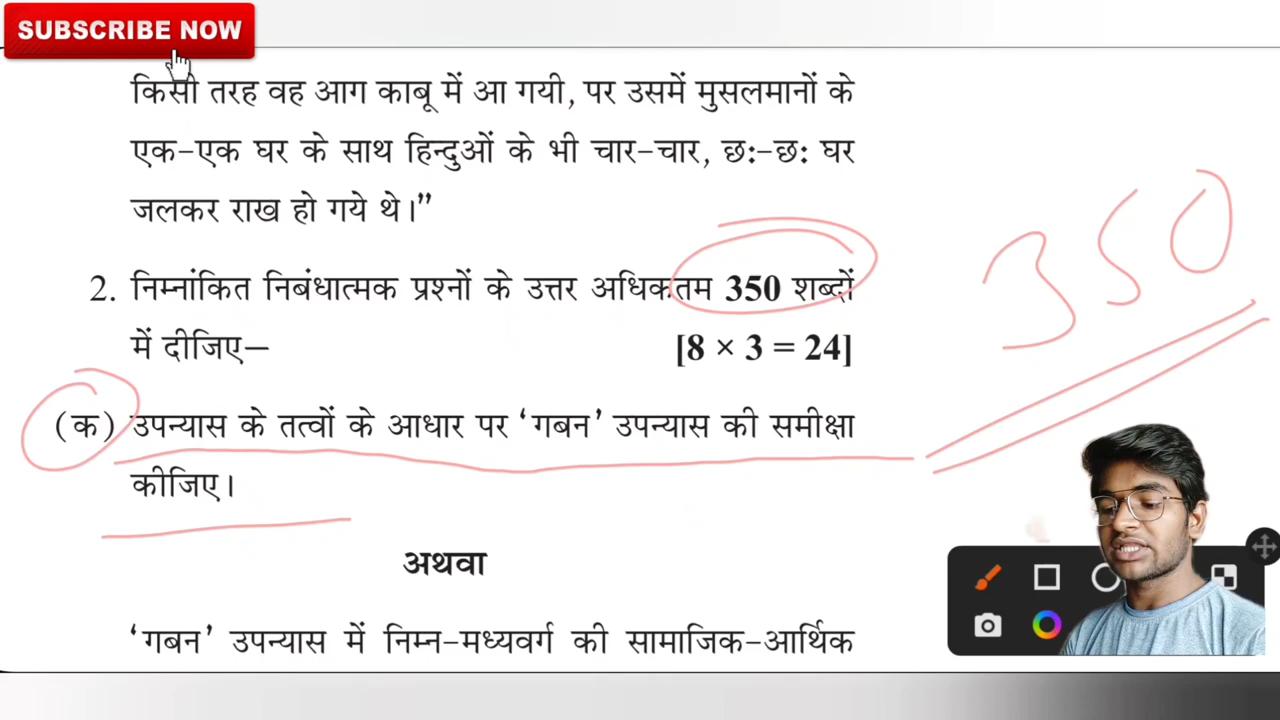 SUBSCRIBE NOW
किसी तरह वह आग काबू में आ गयी, पर उसमें मुसलमानों के
एक-एक घर के साथ हिन्दुओं के भी चार-चार, छः-छः घर
जलकर राख हो गये थे।”
2. निम्नांकित निबंधात्मक प्रश्नों के उत्तर अधिकतम 350 शब्दों
में दीजिए— [8 × 3 = 24]
350
(क) उपन्यास के तत्वों के आधार पर ‘गबन’ उपन्यास की समीक्षा
कीजिए।
अथवा
‘गबन’ उपन्यास में निम्न-मध्यवर्ग की सामाजिक-आर्थिक